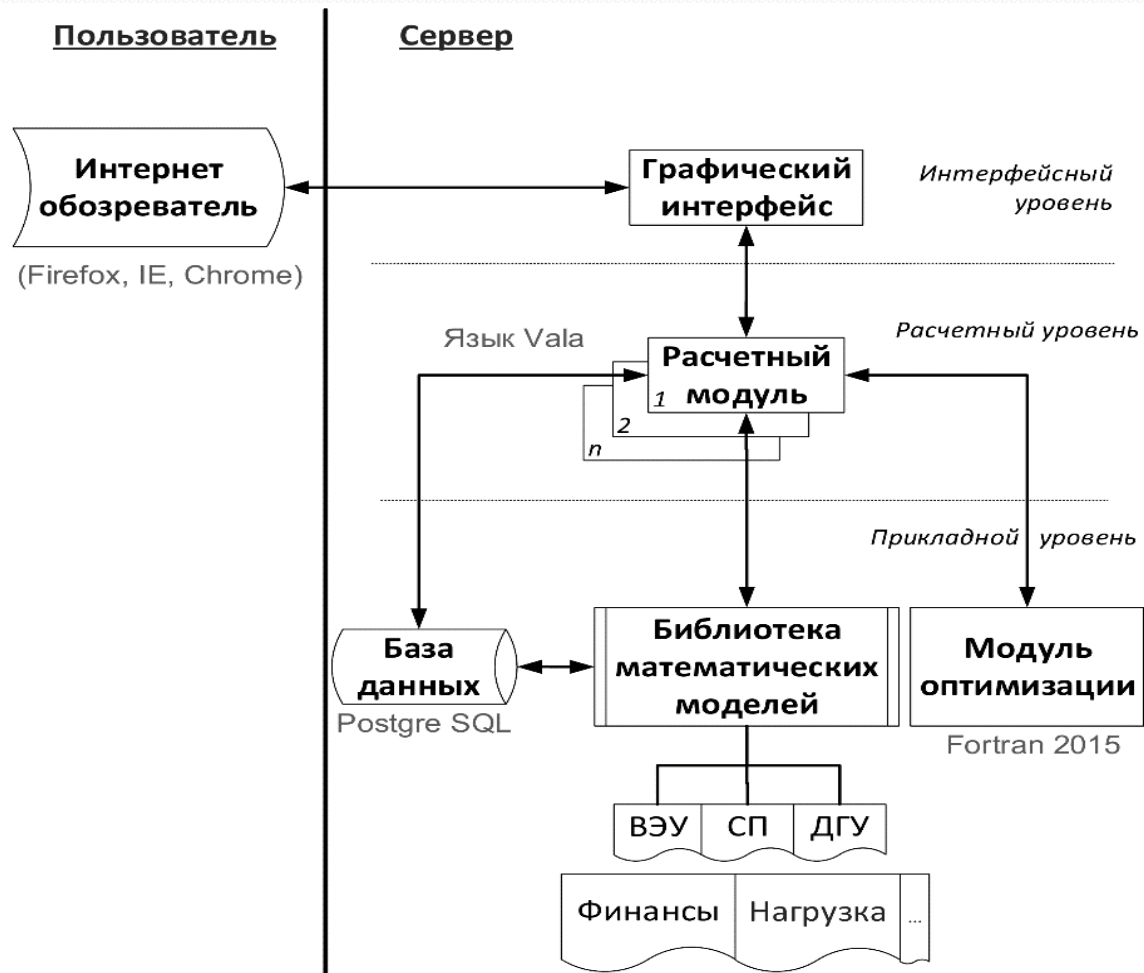 Пользователь
Сервер
Интернет
обозреватель
(Firefox, IE, Chrome)
Графический
интерфейс
Интерфейсный
уровень
Язык Vala
Расчетный уровень
Расчетный
модуль
1
2
n
Прикладной уровень
База
данных
Postgre SQL
Библиотека
математических
моделей
Модуль
оптимизации
Fortran 2015
ВЭУ
СП
ДГУ
Финансы
Нагрузка
...